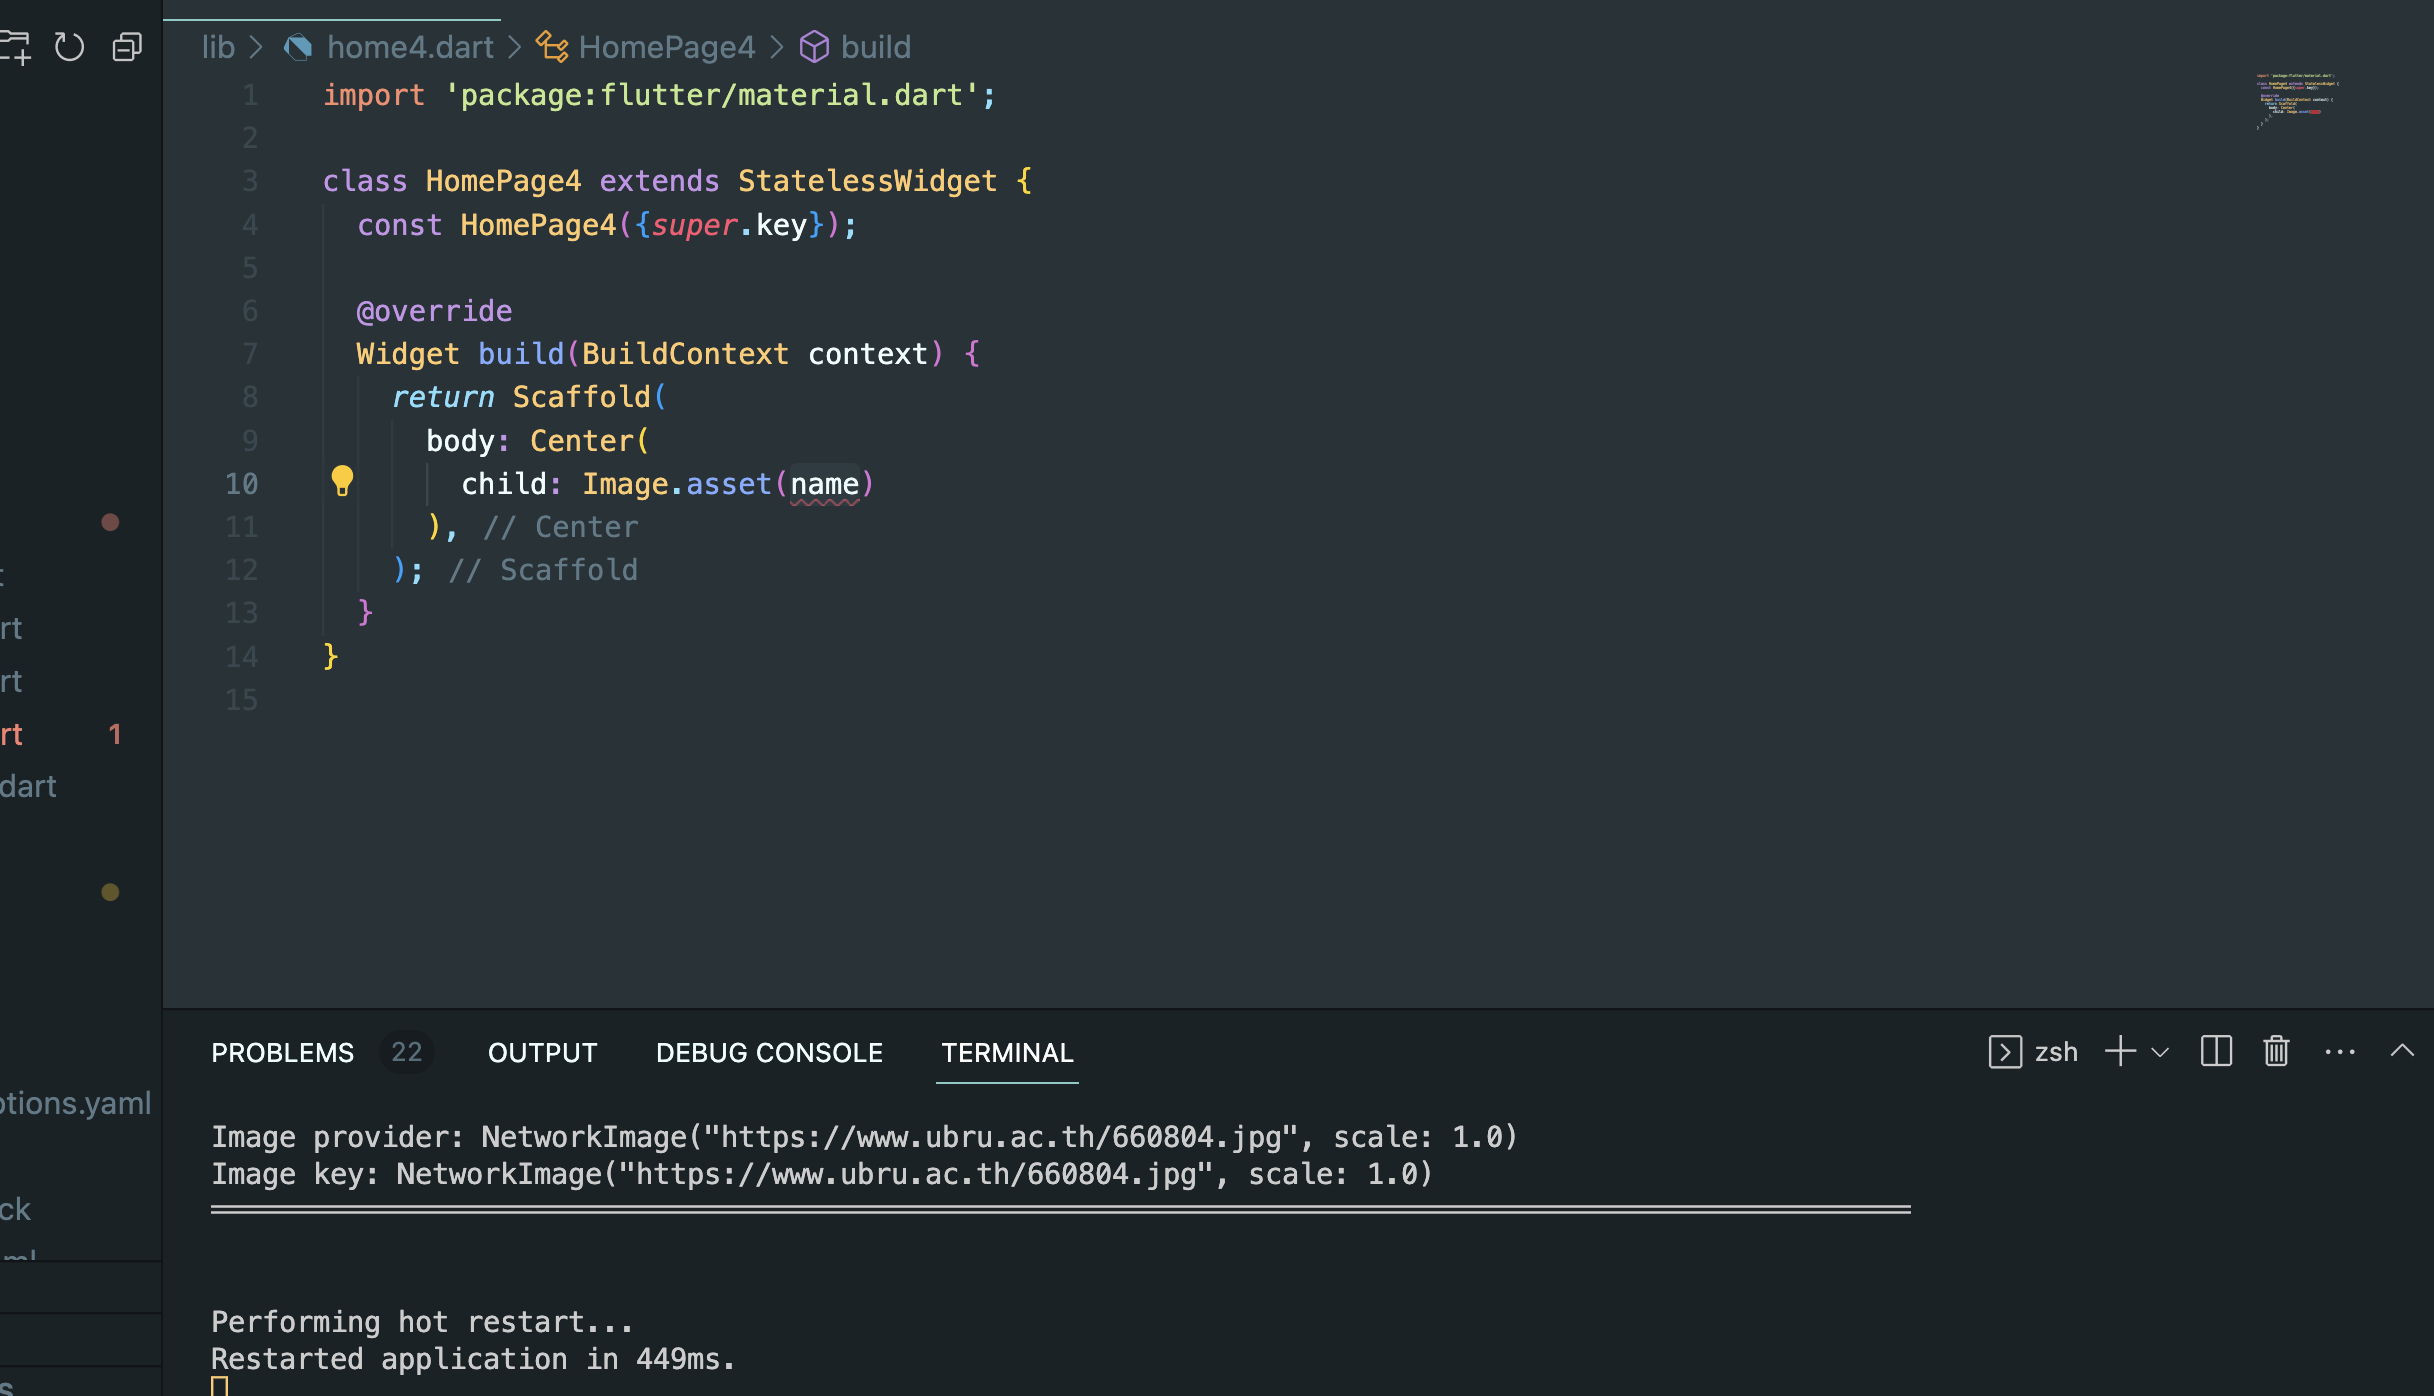 lib > home4.dart > HomePage4 > build
1 import 'package:flutter/material.dart';
2
3 class HomePage4 extends StatelessWidget {
4 const HomePage4({super.key});
5
6 @override
7 Widget build(BuildContext context) {
8 return Scaffold(
9 body: Center(
10 child: Image.asset(name)
11 ), // Center
12 ); // Scaffold
13 }
14 }
15
rt
rt
rt 1
dart
ptions.yaml
ck
PROBLEMS 22 OUTPUT DEBUG CONSOLE TERMINAL zsh
Image provider: NetworkImage("https://www.ubru.ac.th/660804.jpg", scale: 1.0)
Image key: NetworkImage("https://www.ubru.ac.th/660804.jpg", scale: 1.0)
Performing hot restart...
Restarted application in 449ms.